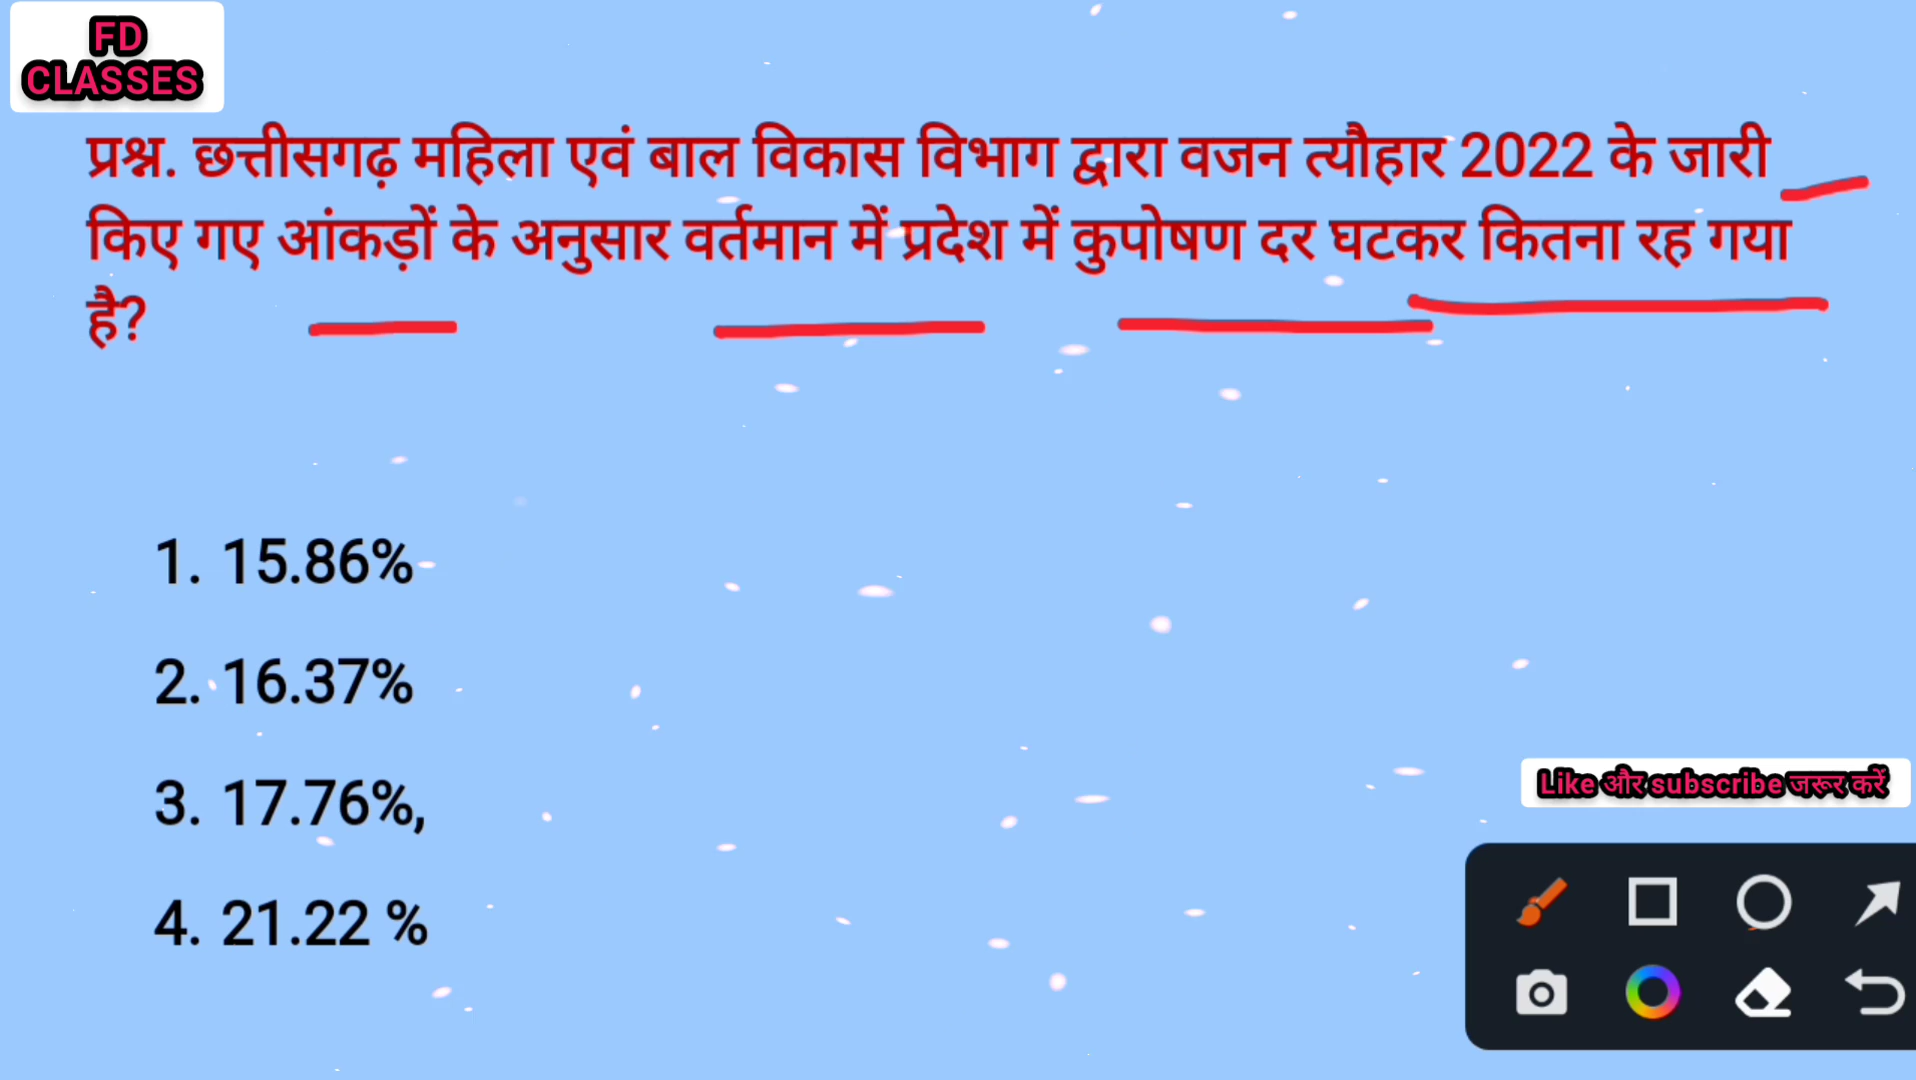 FD
CLASSES
प्रश्न. छत्तीसगढ़ महिला एवं बाल विकास विभाग द्वारा वजन त्यौहार 2022 के जारी
किए गए आंकड़ों के अनुसार वर्तमान में प्रदेश में कुपोषण दर घटकर कितना रह गया
है?
1. 15.86%
2. 16.37%
3. 17.76%,
4. 21.22 %
Like और subscribe जरूर करें